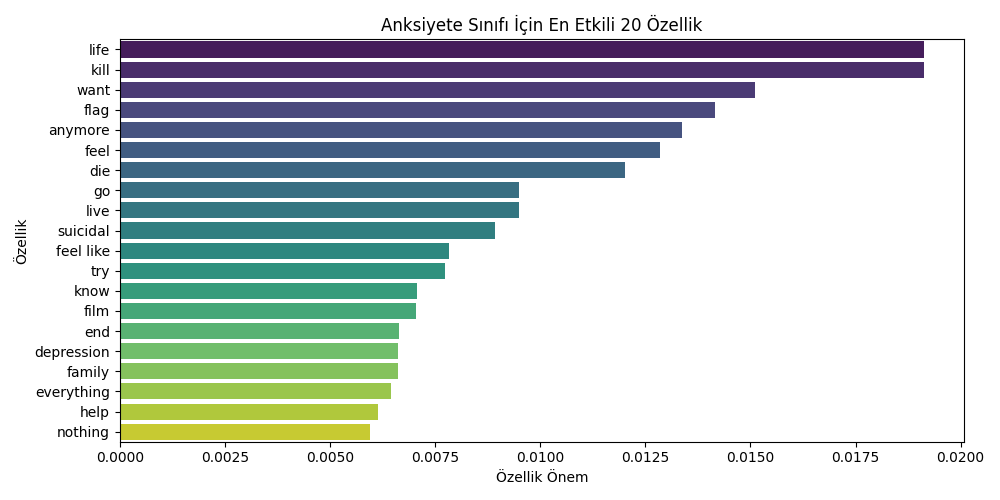 Anksiyete Sınıfı İçin En Etkili 20 Özellik
Özellik
life
kill
want
flag
anymore
feel
die
go
live
suicidal
feel like
try
know
film
end
depression
family
everything
help
nothing
0.0000 0.0025 0.0050 0.0075 0.0100 0.0125 0.0150 0.0175 0.0200
Özellik Önem